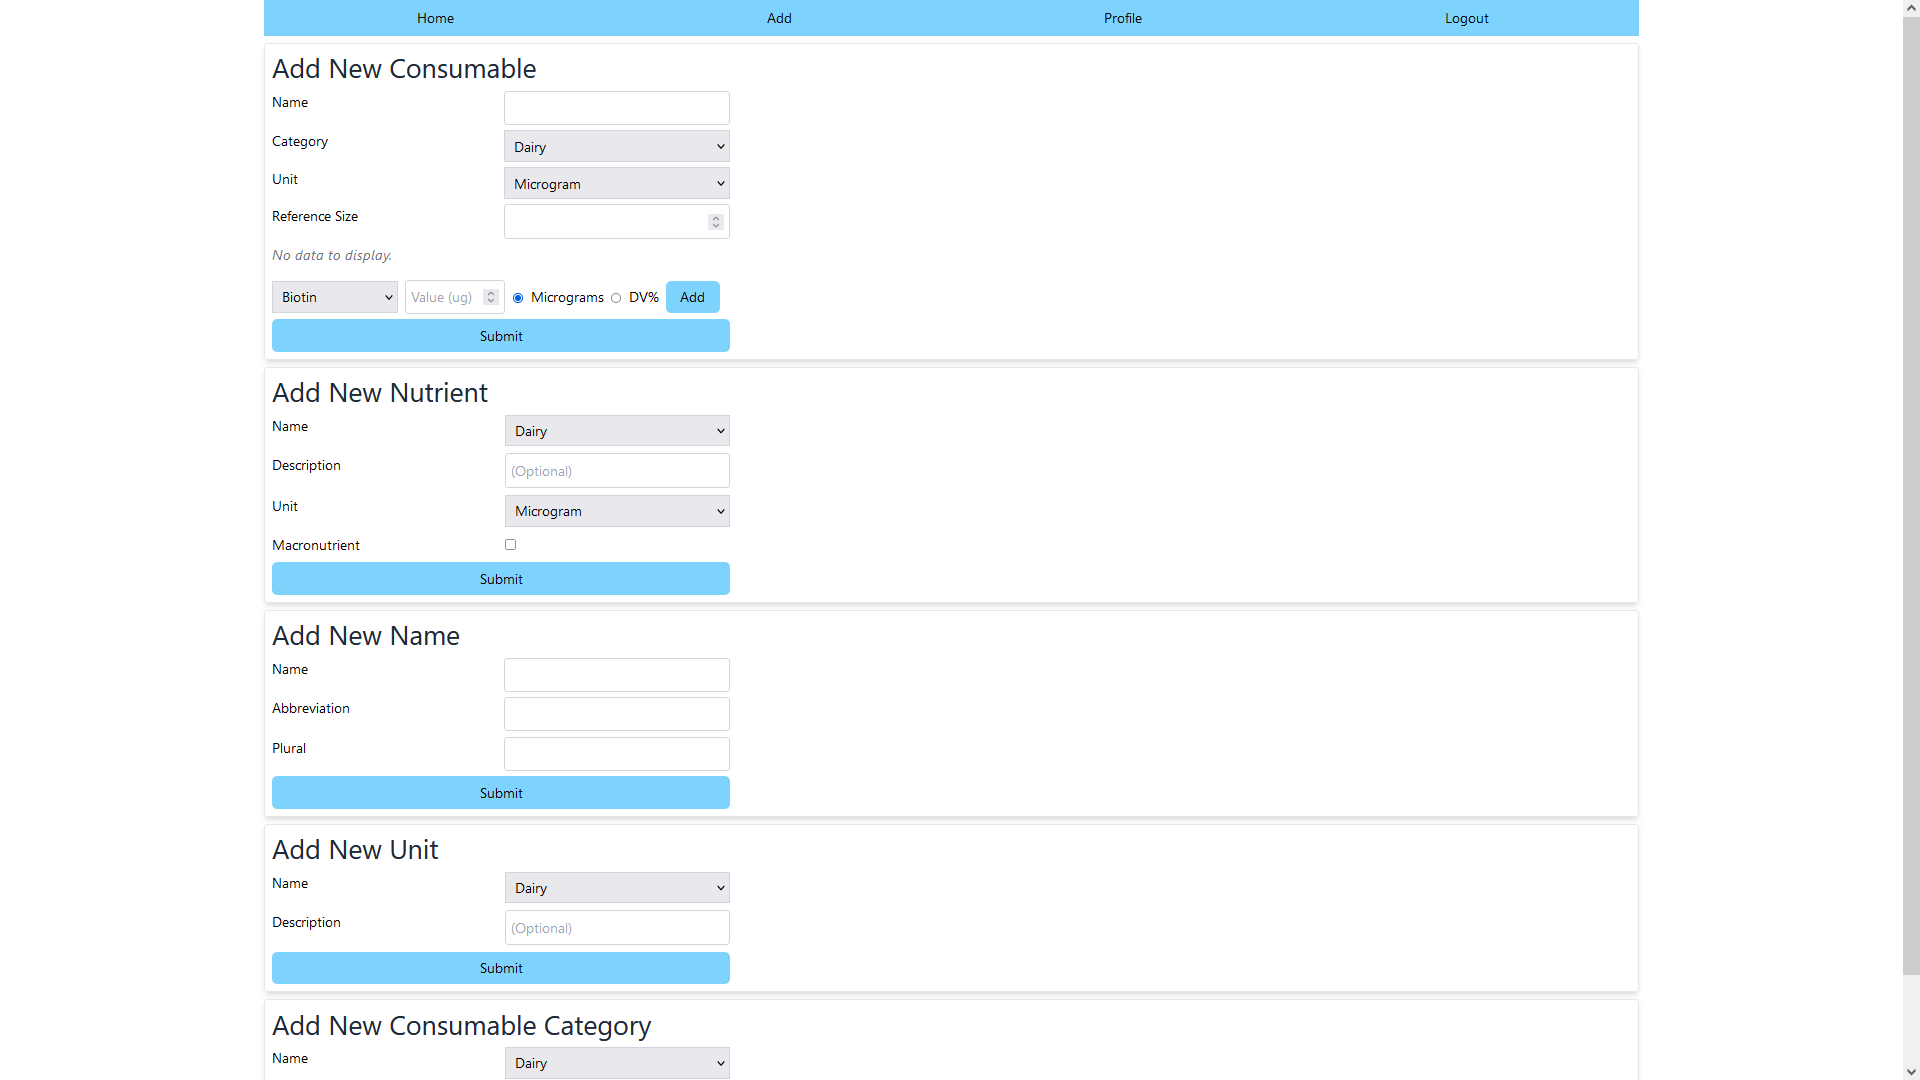 Home Add Profile Logout
Add New Consumable
Name
Category Dairy
Unit Microgram
Reference Size
No data to display.
Biotin Value (ug) Micrograms DV% Add
Submit
Add New Nutrient
Name Dairy
Description (Optional)
Unit Microgram
Macronutrient
Submit
Add New Name
Name
Abbreviation
Plural
Submit
Add New Unit
Name Dairy
Description (Optional)
Submit
Add New Consumable Category
Name Dairy